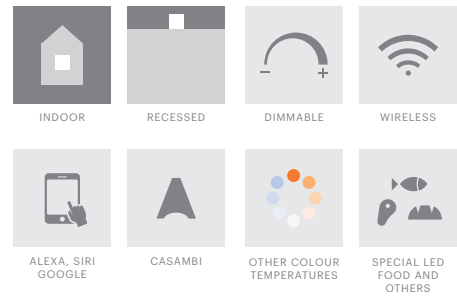 INDOOR
RECESSED
DIMMABLE
WIRELESS
ALEXA, SIRI
GOOGLE
CASAMBI
OTHER COLOUR
TEMPERATURES
SPECIAL LED
FOOD AND
OTHERS